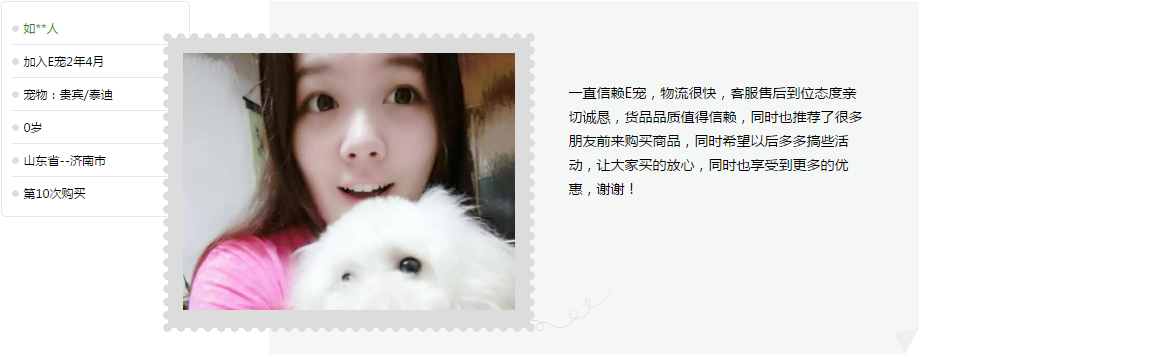 如**人
加入E宠2年4月
宠物：贵宾/泰迪
0岁
山东省--济南市
第10次购买
一直信赖E宠，物流很快，客服售后到位态度亲
切诚恳，货品品质值得信赖，同时也推荐了很多
朋友前来购买商品，同时希望以后多多搞些活
动，让大家买的放心，同时也享受到更多的优
惠，谢谢！